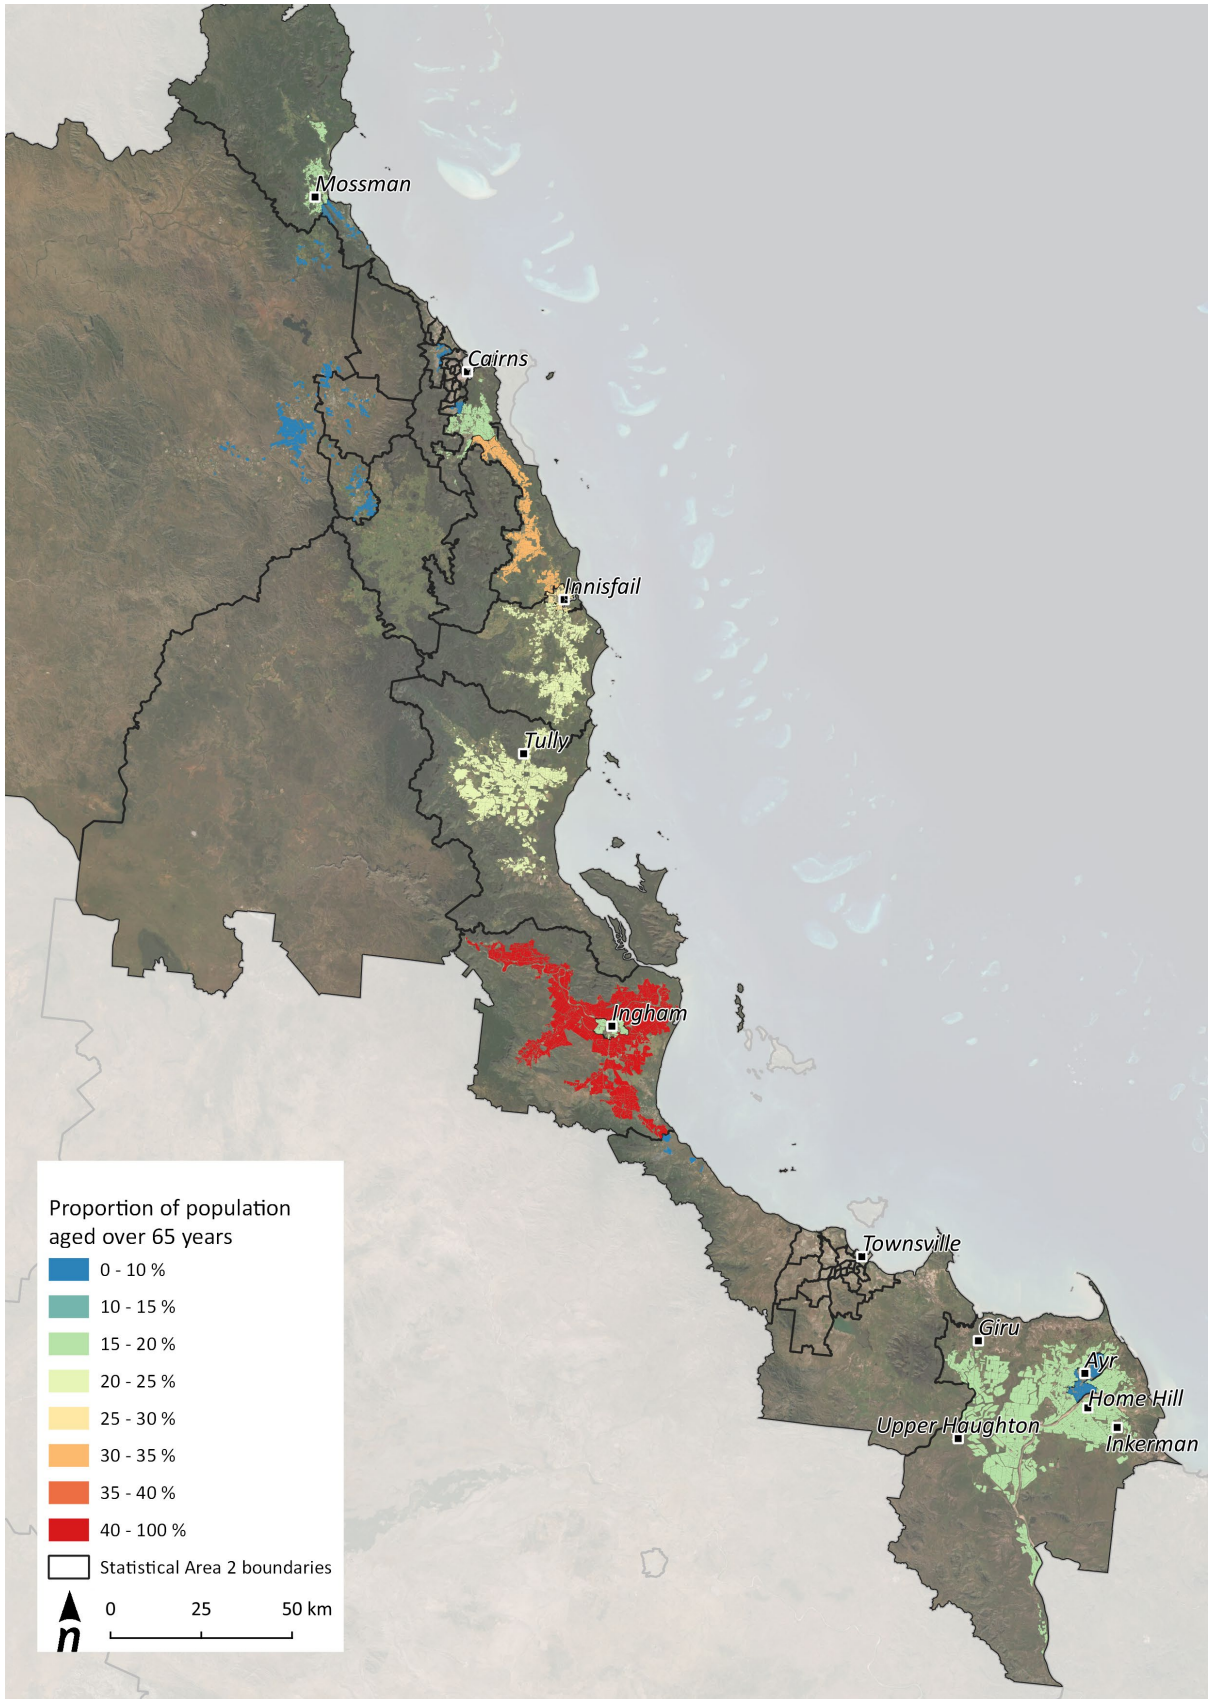 Mossman
Cairns
Innisfail
Tully
Ingham
Townsville
Giru
Ayr
Home Hill
Upper Haughton
Inkerman
Proportion of population
aged over 65 years
0 - 10 %
10 - 15 %
15 - 20 %
20 - 25 %
25 - 30 %
30 - 35 %
35 - 40 %
40 - 100 %
Statistical Area 2 boundaries
0 25 50 km
n